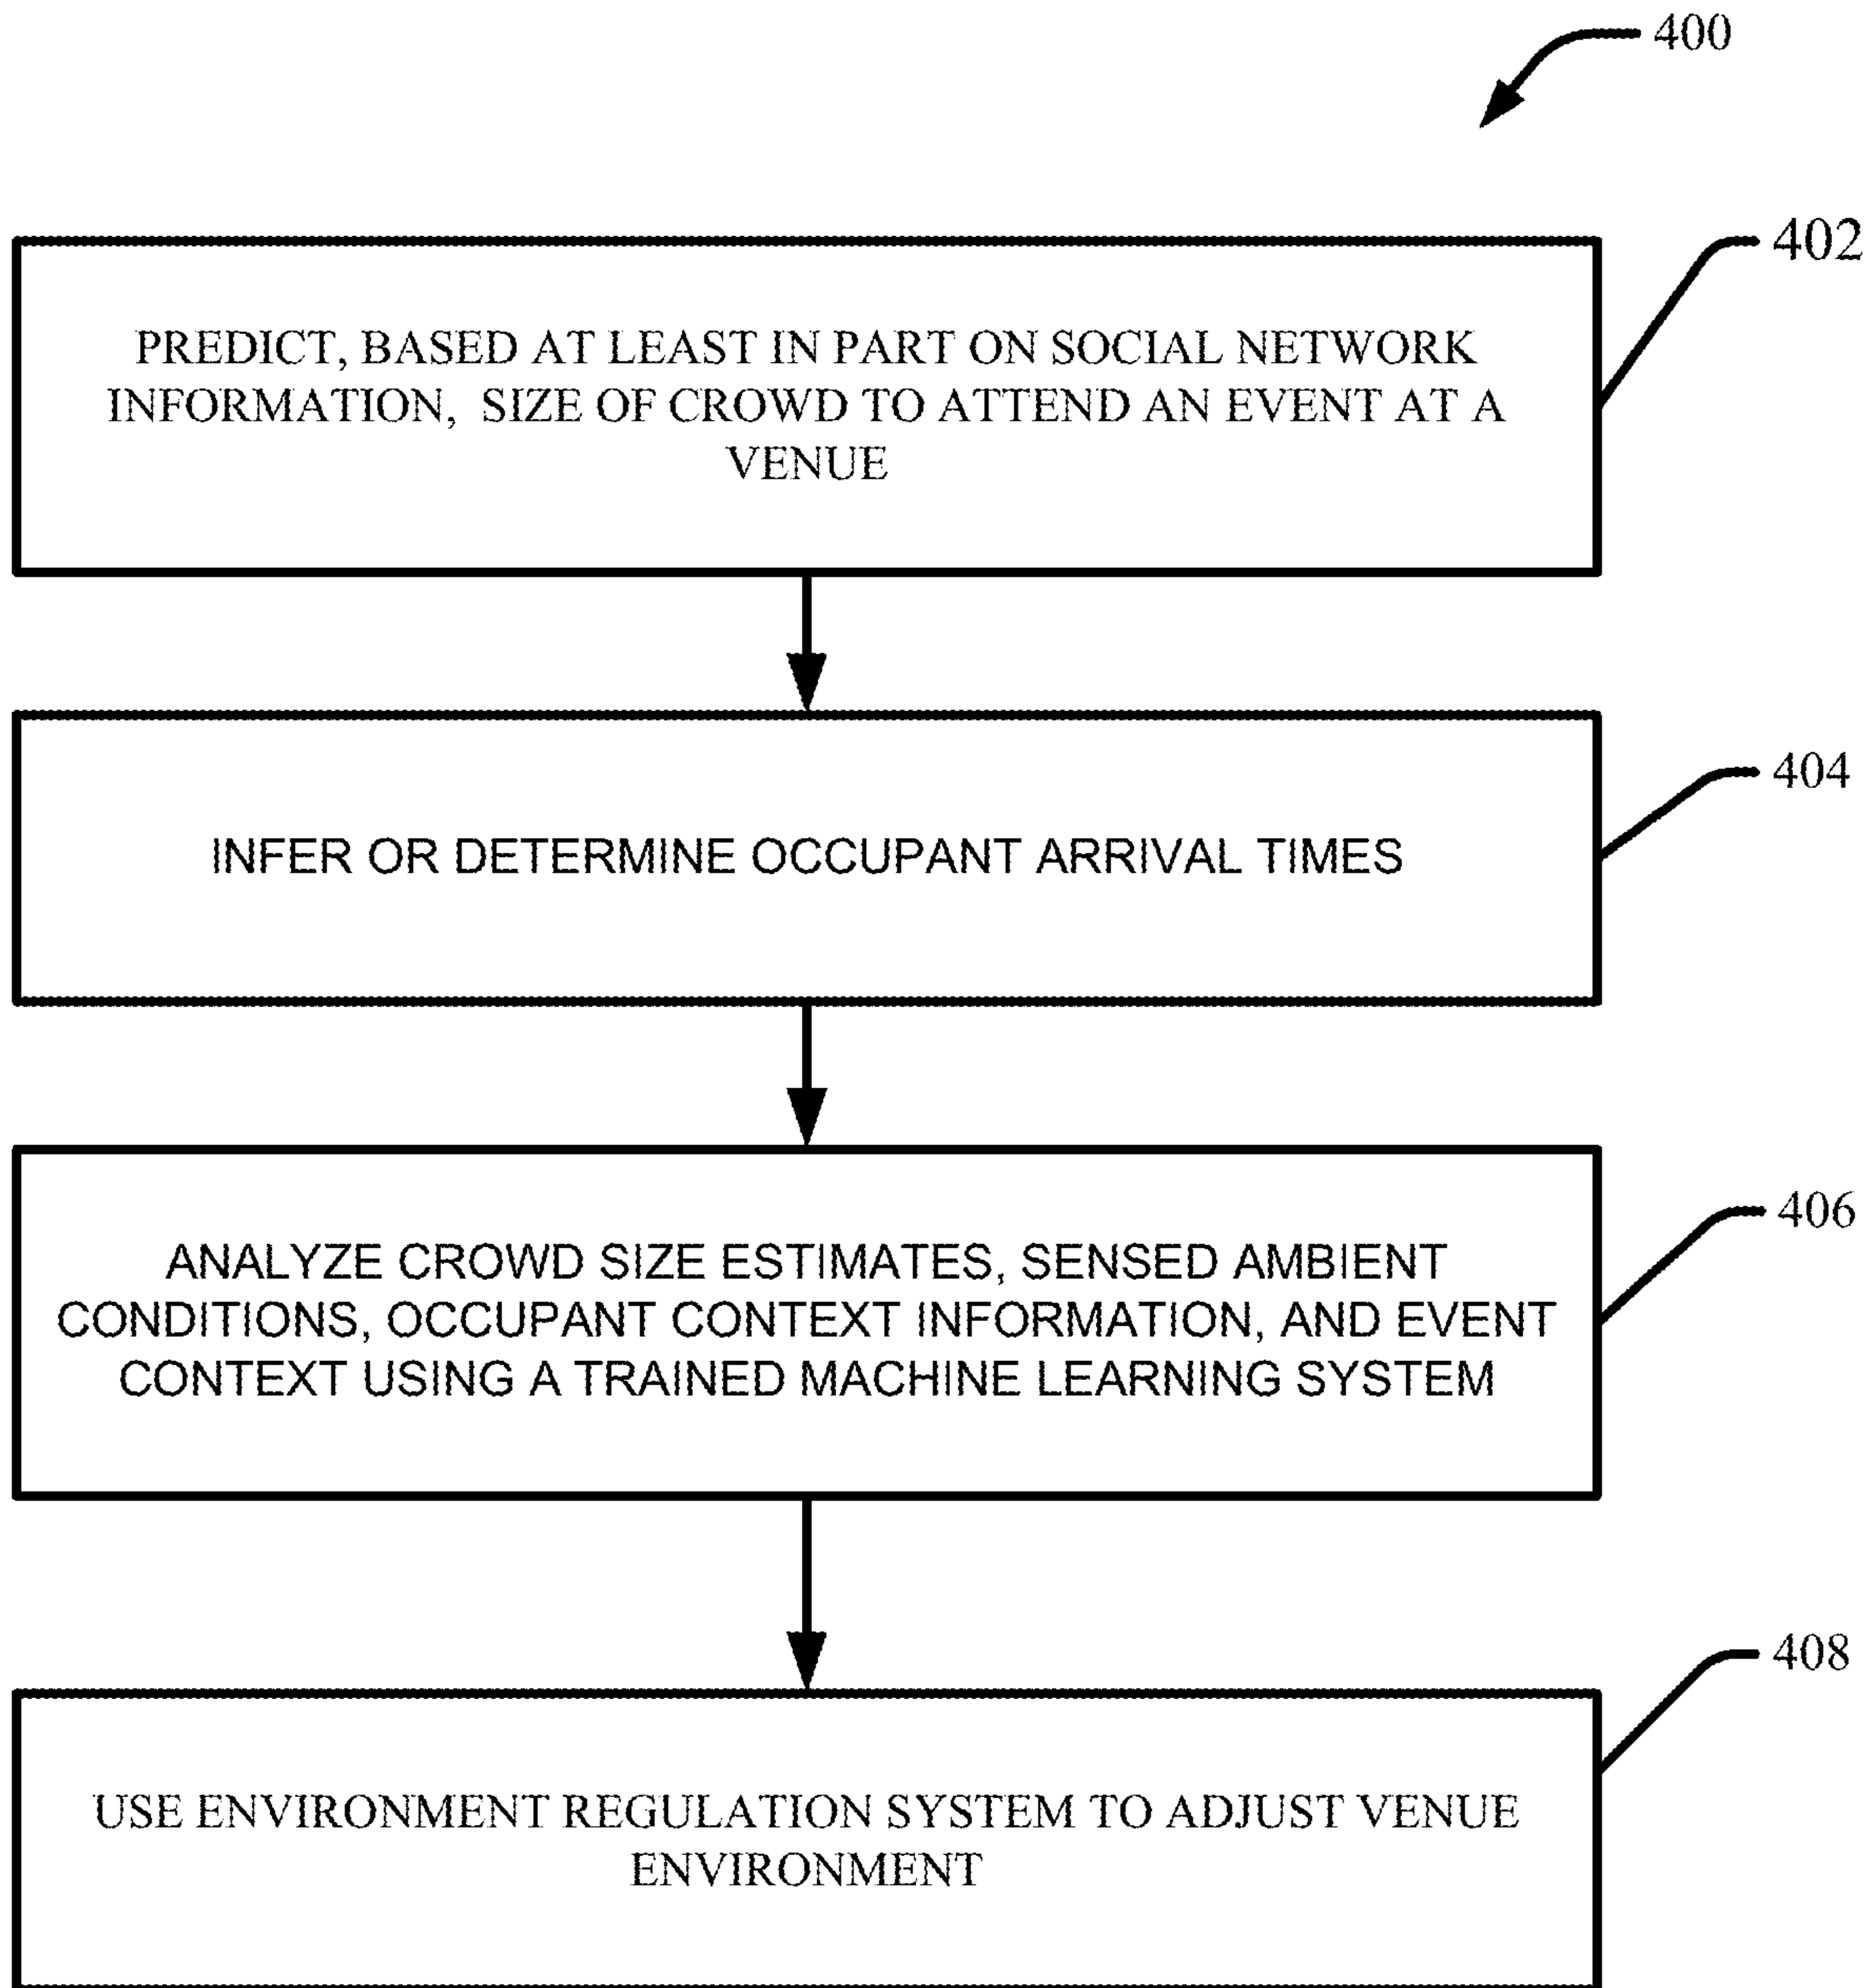 400
402
PREDICT, BASED AT LEAST IN PART ON SOCIAL NETWORK
INFORMATION, SIZE OF CROWD TO ATTEND AN EVENT AT A
VENUE
404
INFER OR DETERMINE OCCUPANT ARRIVAL TIMES
406
ANALYZE CROWD SIZE ESTIMATES, SENSED AMBIENT
CONDITIONS, OCCUPANT CONTEXT INFORMATION, AND EVENT
CONTEXT USING A TRAINED MACHINE LEARNING SYSTEM
408
USE ENVIRONMENT REGULATION SYSTEM TO ADJUST VENUE
ENVIRONMENT